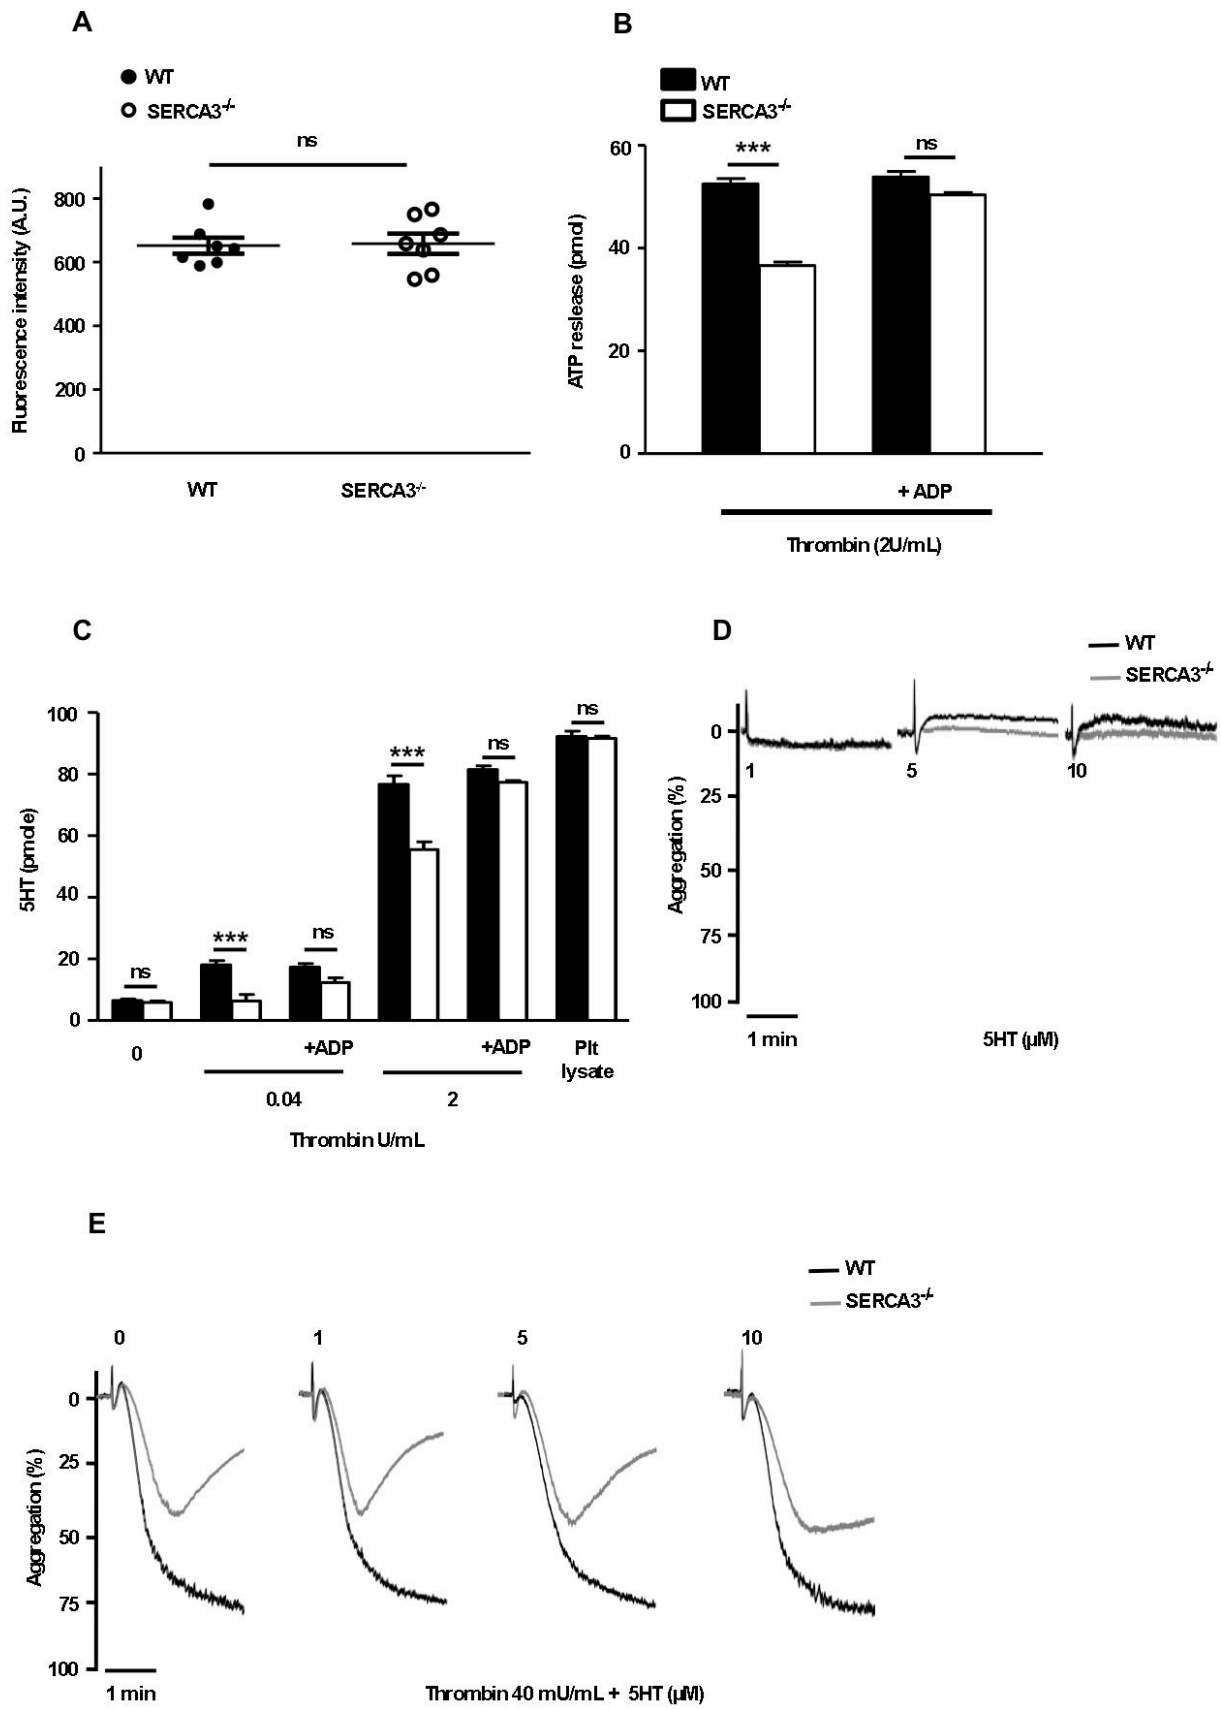 A
WT
SERCA3-/-
ns
Fluorescence intensity (A.U.)
800
600
400
200
0
WT
SERCA3-/-
B
WT
SERCA3-/-
***
ns
ATP reslease (pmol)
60
40
20
0
+ ADP
Thrombin (2U/mL)
C
5HT (pmole)
100
80
60
40
20
0
ns
***
ns
***
ns
ns
0
+ADP
+ADP
Plt
lysate
0.04
2
Thrombin U/mL
D
WT
SERCA3-/-
Aggregation (%)
0
25
50
75
100
1
5
10
1 min
5HT (µM)
E
WT
SERCA3-/-
0
1
5
10
Aggregation (%)
0
25
50
75
100
1 min
Thrombin 40 mU/mL + 5HT (µM)